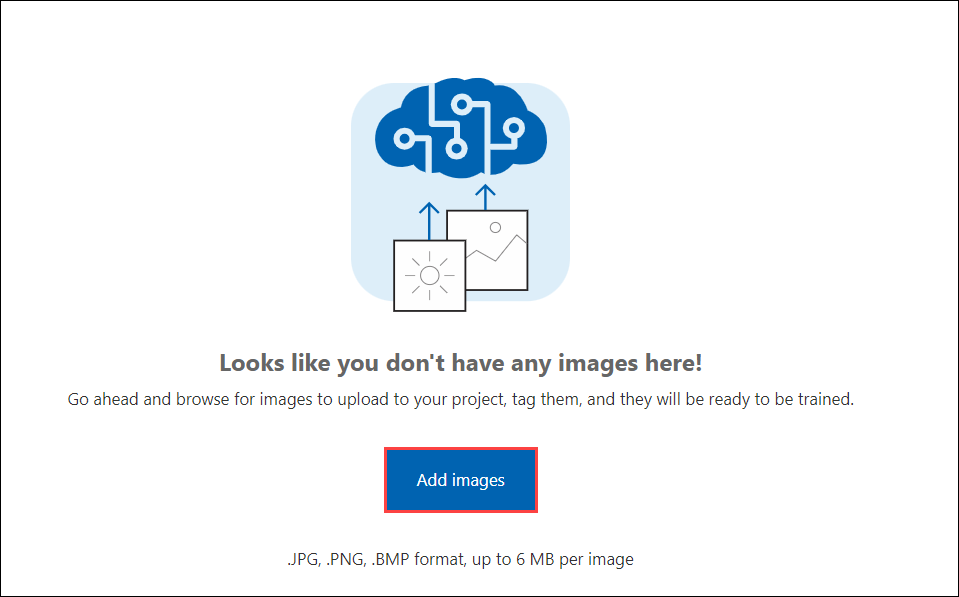 Looks like you don't have any images here!
Go ahead and browse for images to upload to your project, tag them, and they will be ready to be trained.
Add images
.JPG, .PNG, .BMP format, up to 6 MB per image